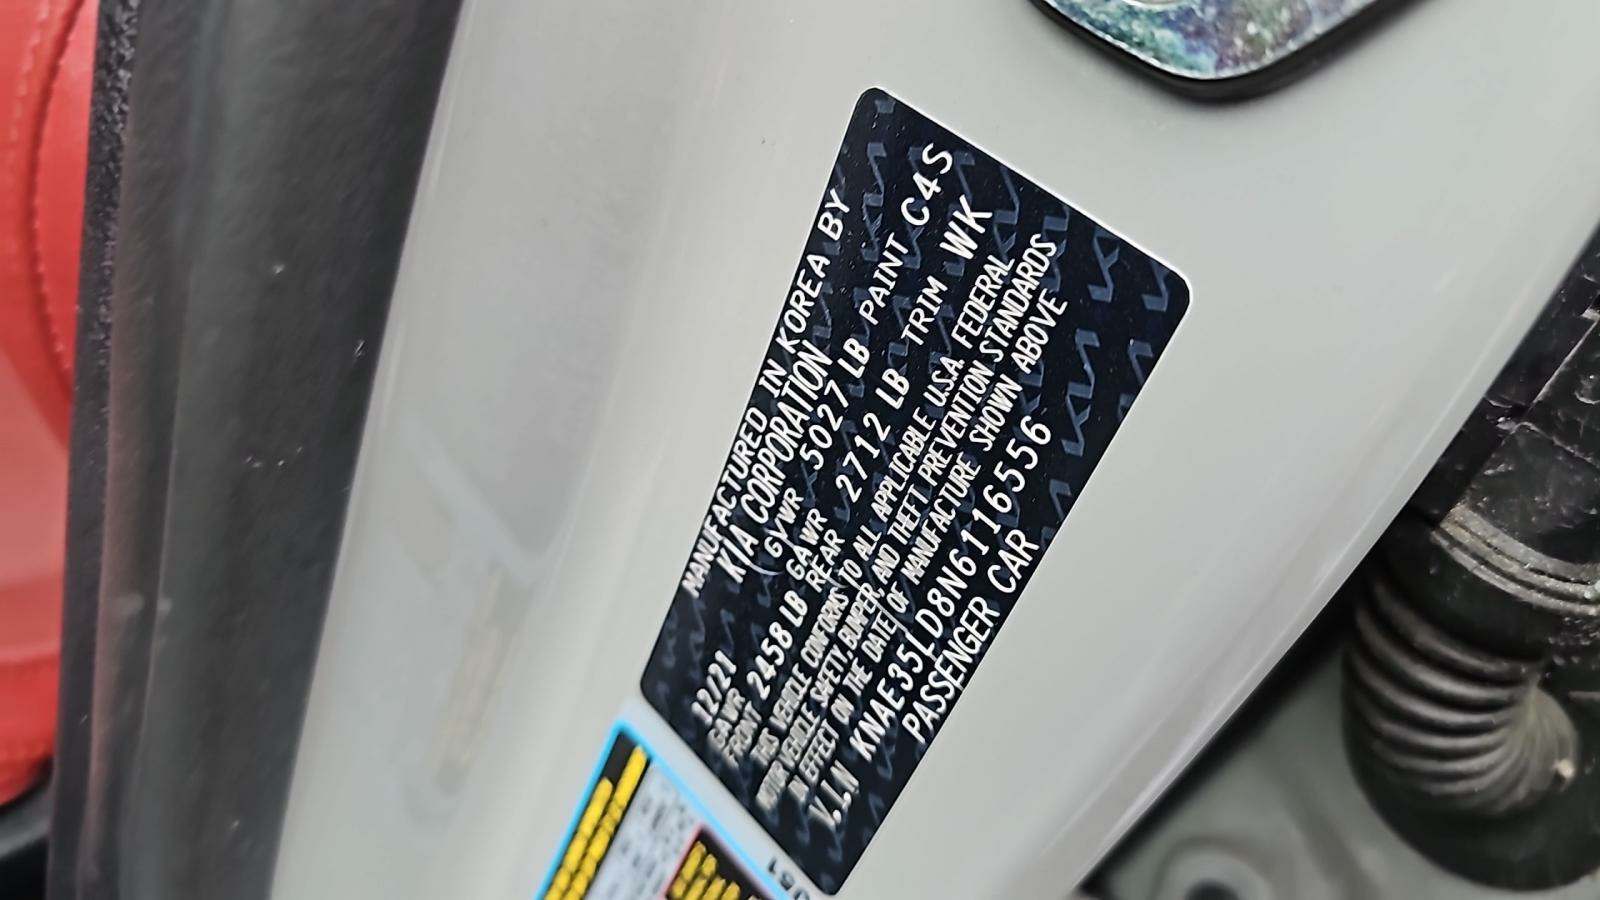 MANUFACTURED IN KOREA BY
KIA CORPORATION
12/21 GVWR 5027 LB PAINT C4S
GAWR FRONT 2458 LB GAWR REAR 2712 LB TRIM WK
THIS VEHICLE CONFORMS TO ALL APPLICABLE U.S.A. FEDERAL
MOTOR VEHICLE SAFETY, BUMPER, AND THEFT PREVENTION STANDARDS
IN EFFECT ON THE DATE OF MANUFACTURE SHOWN ABOVE
V.I.N KNAE35LD8N6116556
PASSENGER CAR